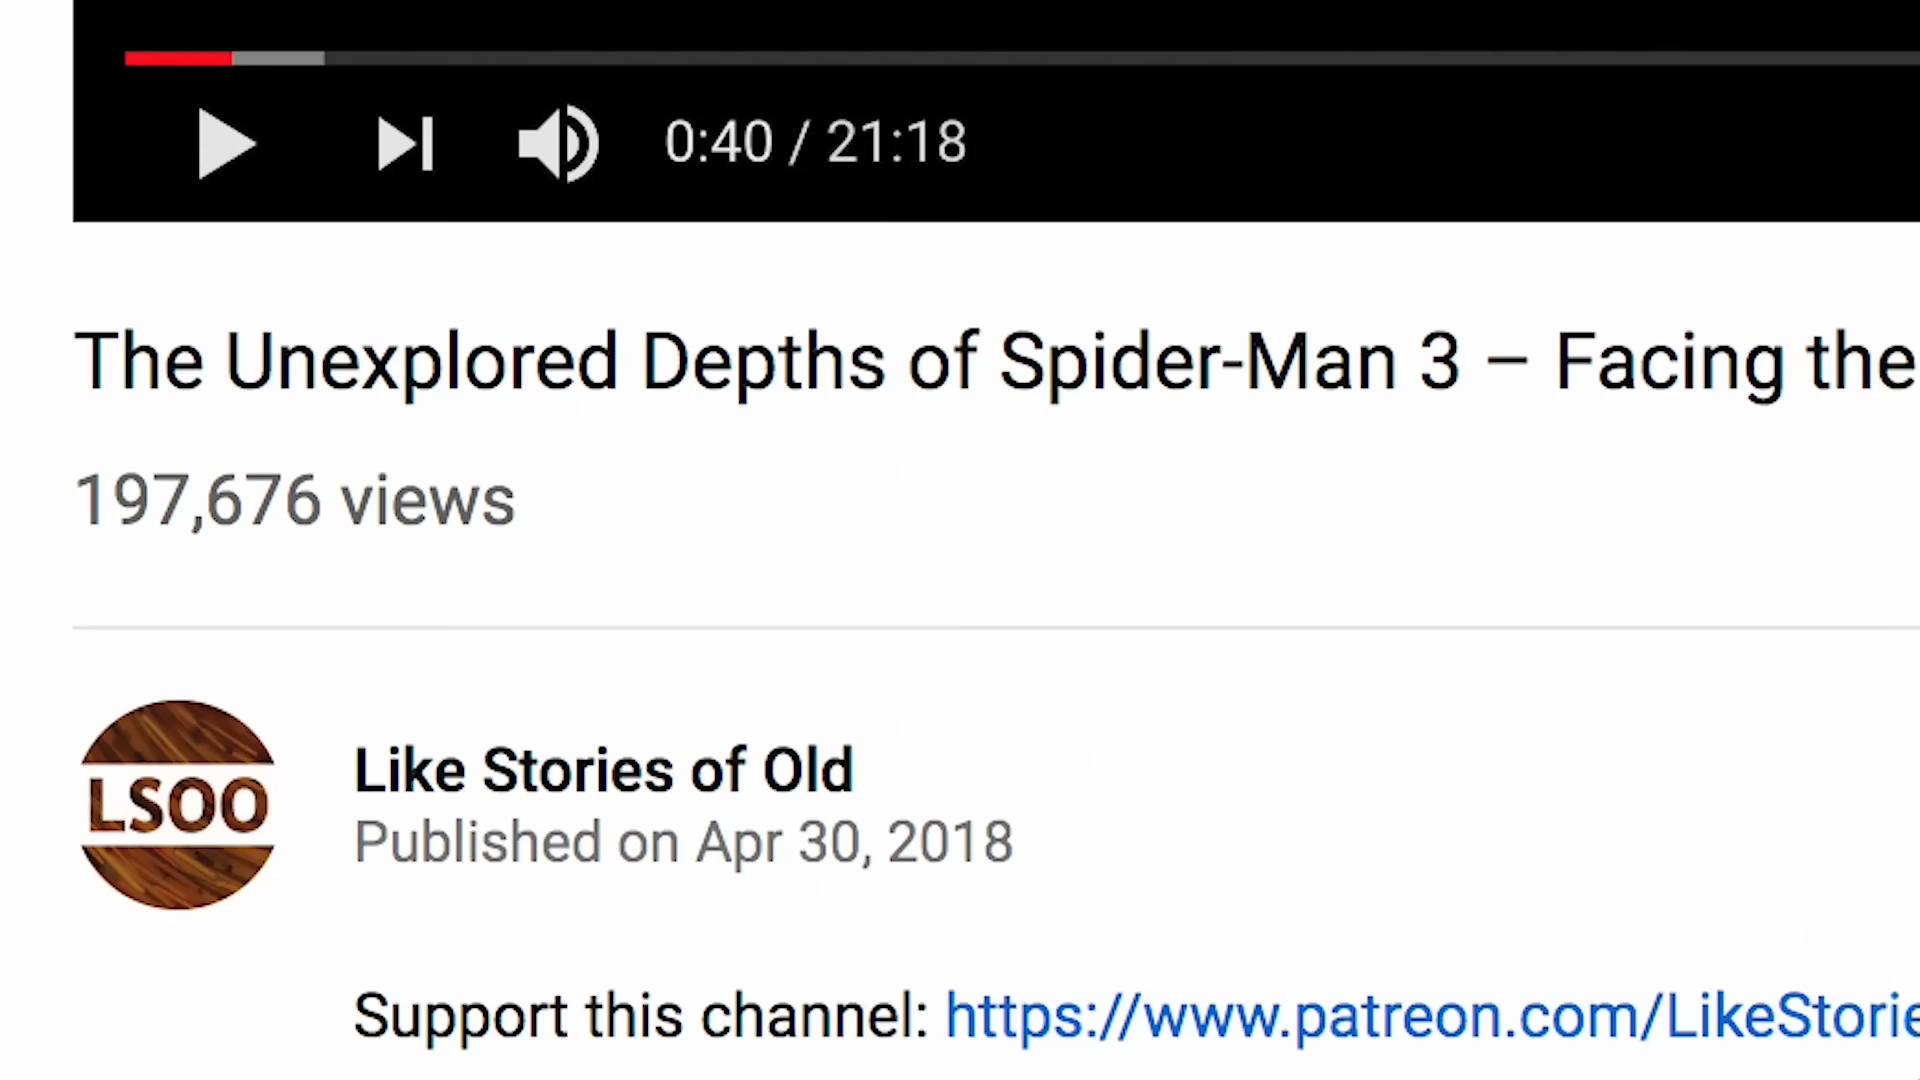 0:40 / 21:18
The Unexplored Depths of Spider-Man 3 – Facing the
197,676 views
LSOO
Like Stories of Old
Published on Apr 30, 2018
Support this channel: https://www.patreon.com/LikeStorie